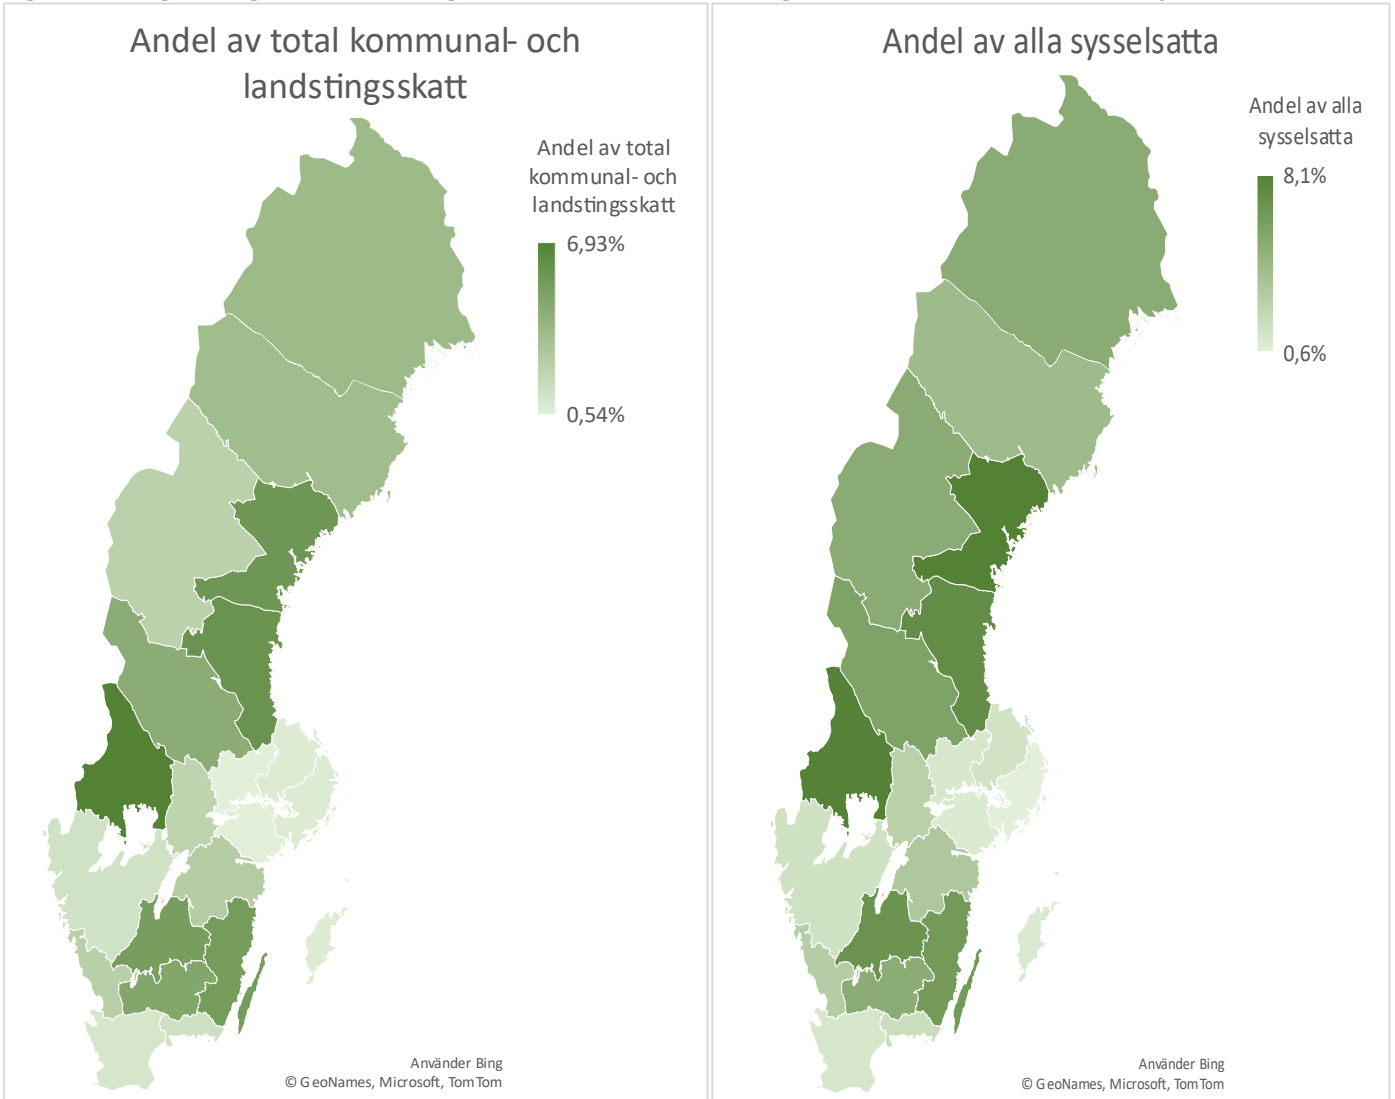 Andel av total kommunal- och
landstingsskatt
Andel av total
kommunal- och
landstingsskatt
6,93%
0,54%
Använder Bing
© GeoNames, Microsoft, TomTom
Andel av alla sysselsatta
Andel av alla
sysselsatta
8,1%
0,6%
Använder Bing
© GeoNames, Microsoft, TomTom